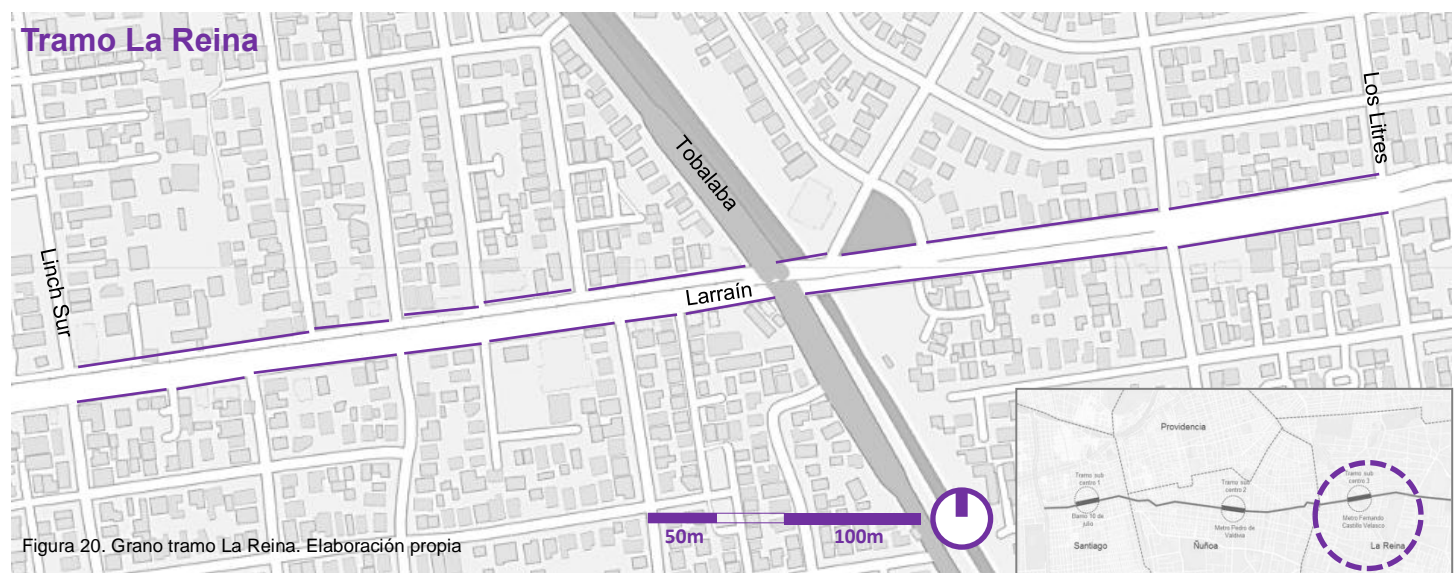 Tramo La Reina
Los Litres
Tobalaba
Linch Sur
Larraín
50m
100m
Figura 20. Grano tramo La Reina. Elaboración propia
Providencia
Tramo sub
centro 1
Tramo sub
centro 2
Tramo sub
centro 3
Barrio 10 de
julio
Metro Pedro de
Valdivia
Metro Fernando
Castillo Velasco
Santiago
Ñuñoa
La Reina